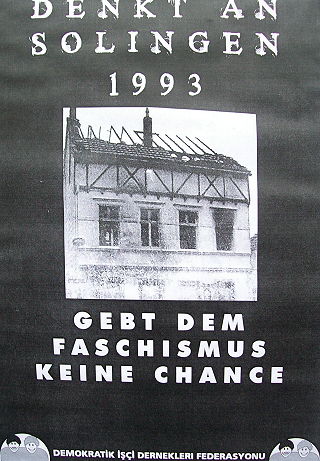 DENKT AN
SOLINGEN
1993
GEBT DEM
FASCHISMUS
KEINE CHANCE
DEMOKRATİK İŞÇİ DERNEKLERİ FEDERASYONU